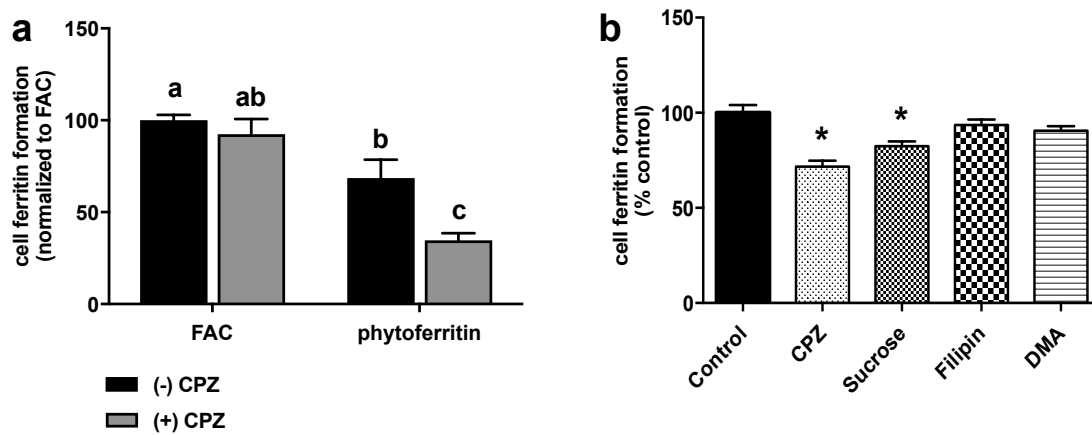 a
cell ferritin formation
(normalized to FAC)
150
100
50
0
a
ab
b
c
FAC
phytoferritin
(-) CPZ
(+) CPZ
b
cell ferritin formation
(% control)
150
100
50
0
*
*
Control
CPZ
Sucrose
Filipin
DMA